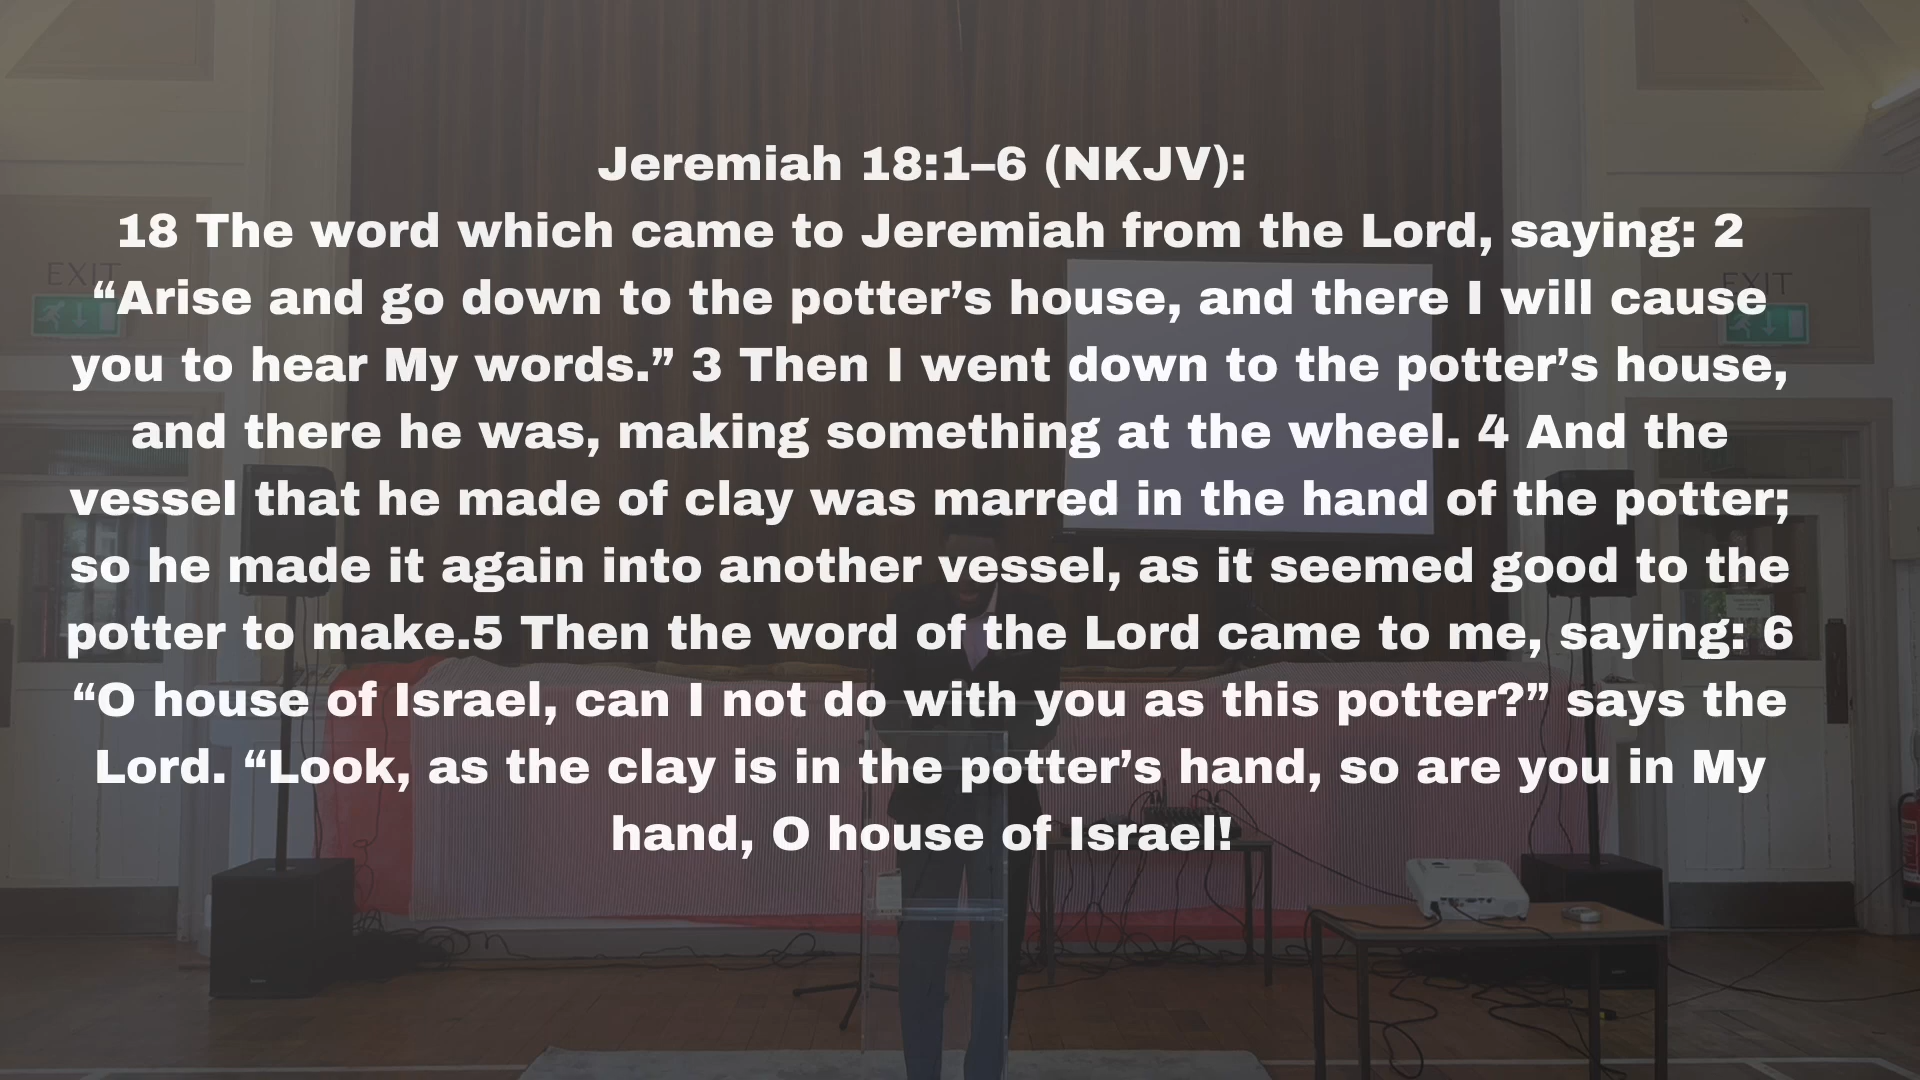 Jeremiah 18:1–6 (NKJV):
18 The word which came to Jeremiah from the Lord, saying: 2
“Arise and go down to the potter’s house, and there I will cause
you to hear My words.” 3 Then I went down to the potter’s house,
and there he was, making something at the wheel. 4 And the
vessel that he made of clay was marred in the hand of the potter;
so he made it again into another vessel, as it seemed good to the
potter to make.5 Then the word of the Lord came to me, saying: 6
“O house of Israel, can I not do with you as this potter?” says the
Lord. “Look, as the clay is in the potter’s hand, so are you in My
hand, O house of Israel!
EXIT
EXIT